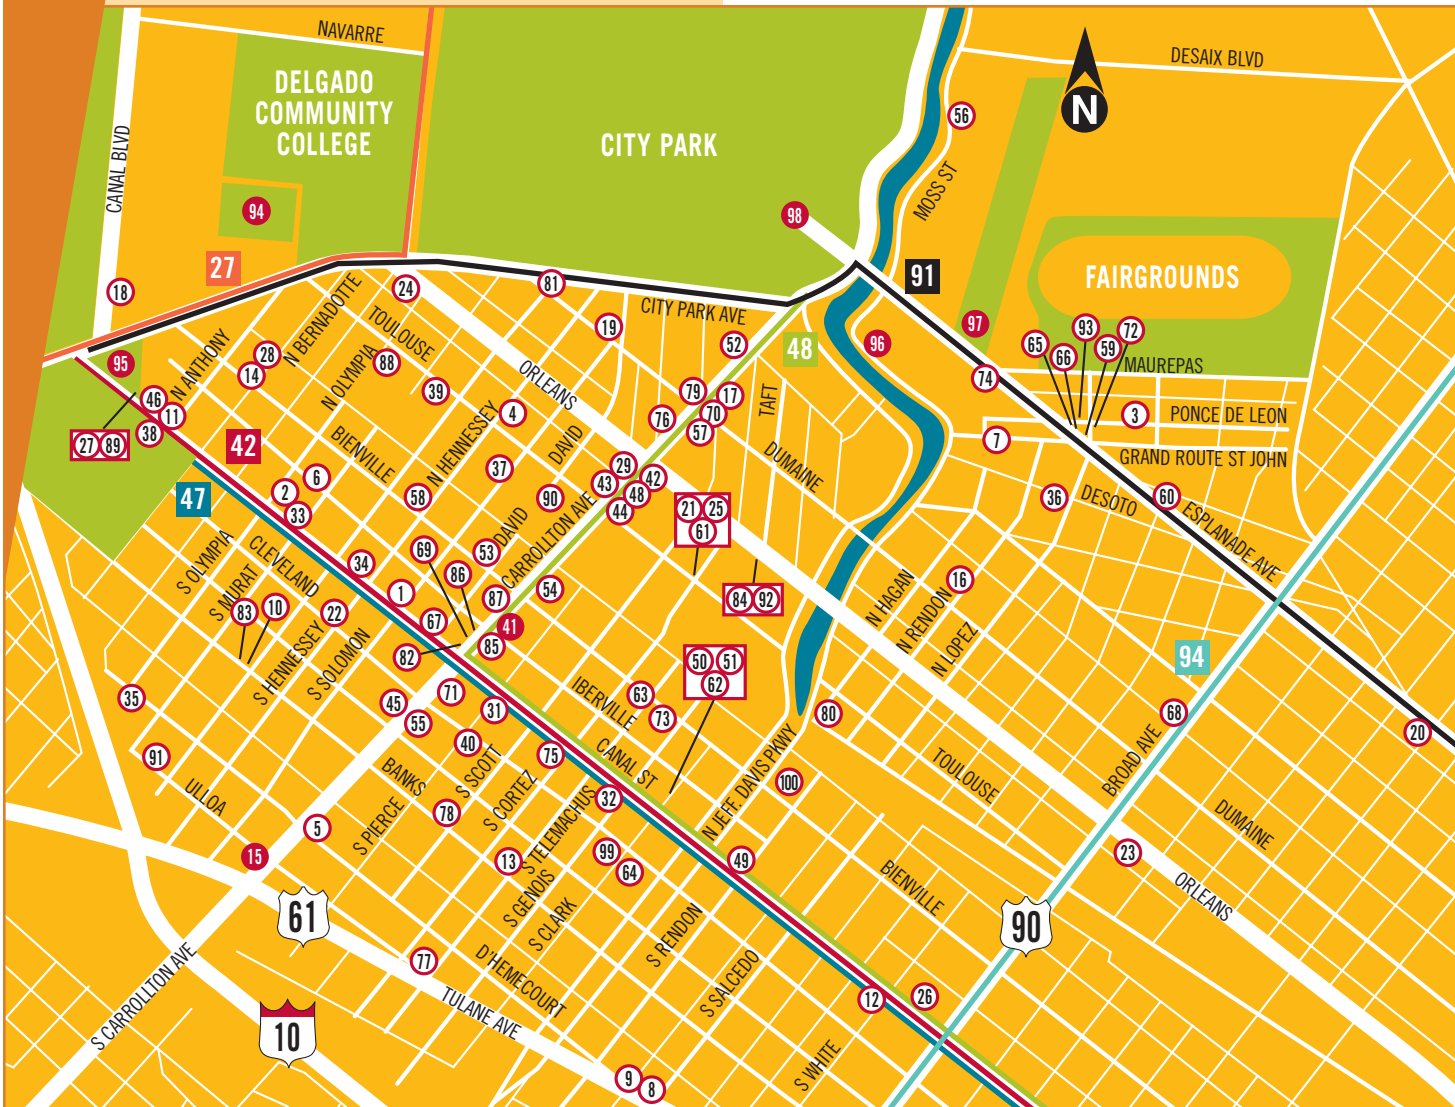 NAVARRE
DESAIX BLVD
DELGADO
COMMUNITY
COLLEGE
CITY PARK
N
56
CANAL BLVD
MOSS ST
94
98
27
91
FAIRGROUNDS
18
24
81
N BERNADOTTE
CITY PARK AVE
19
TOULOUSE
97
65
93
72
66
59
52
48
96
95
28
14
N ANTHONY
N OLYMPIA
88
ORLEANS
MAUREPAS
74
39
79
17
TAFT
46
11
38
27 89
42
4
76
70
57
3
PONCE DE LEON
7
GRAND ROUTE ST JOHN
BIENVILLE
N HENNESSEY
DAVID
DUMAINE
37
29
42
43
48
44
47
6
2
33
58
90
21 25
61
36
DESOTO
60
ESPLANADE AVE
DAVID
CARROLLTON AVE
S OLYMPIA
CLEVELAND
34
69
53
86
S MURAT
1
87
54
84 92
N HAGAN
16
N RENDON
83
10
22
67
41
S HENNESSEY
S SOLOMON
82
85
N LOPEZ
94
50 51
62
35
45
71
55
31
IBERVILLE
63
73
80
68
20
91
40
75
CANAL ST
BROAD AVE
BANKS
S SCOTT
N JEFF. DAVIS PKWY
TOULOUSE
ULLOA
S PIERCE
78
S CORTEZ
32
100
DUMAINE
5
15
13
S TELEMACHUS
99
64
49
23
BIENVILLE
ORLEANS
61
S GENOIS
S CLARK
90
S RENDON
S CARROLLTON AVE
77
D'HEMECOURT
TULANE AVE
S SALCEDO
12
26
10
S WHITE
9
8